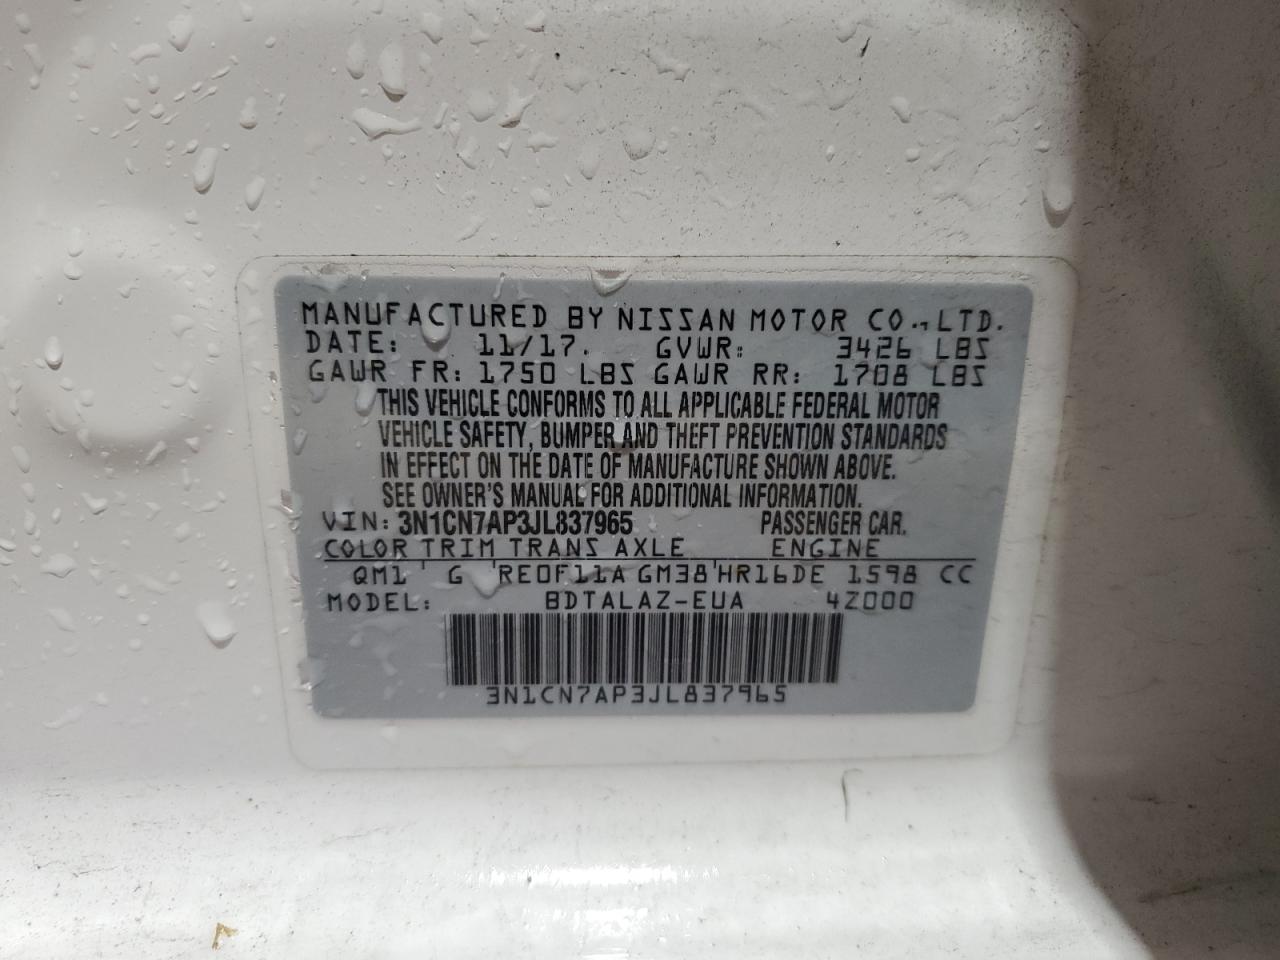 MANUFACTURED BY NISSAN MOTOR CO., LTD.
DATE: 11/17. GVWR: 3426 LBS
GAWR FR: 1750 LBS GAWR RR: 1708 LBS
THIS VEHICLE CONFORMS TO ALL APPLICABLE FEDERAL MOTOR
VEHICLE SAFETY, BUMPER AND THEFT PREVENTION STANDARDS
IN EFFECT ON THE DATE OF MANUFACTURE SHOWN ABOVE.
SEE OWNER'S MANUAL FOR ADDITIONAL INFORMATION.
VIN: 3N1CN7AP3JL837965 PASSENGER CAR.
COLOR TRIM TRANS AXLE ENGINE
QM1 ' G 'RE0F11A GM38'HR16DE 1598 CC
MODEL: BDTALAZ-EUA 4Z000
3N1CN7AP3JL837965